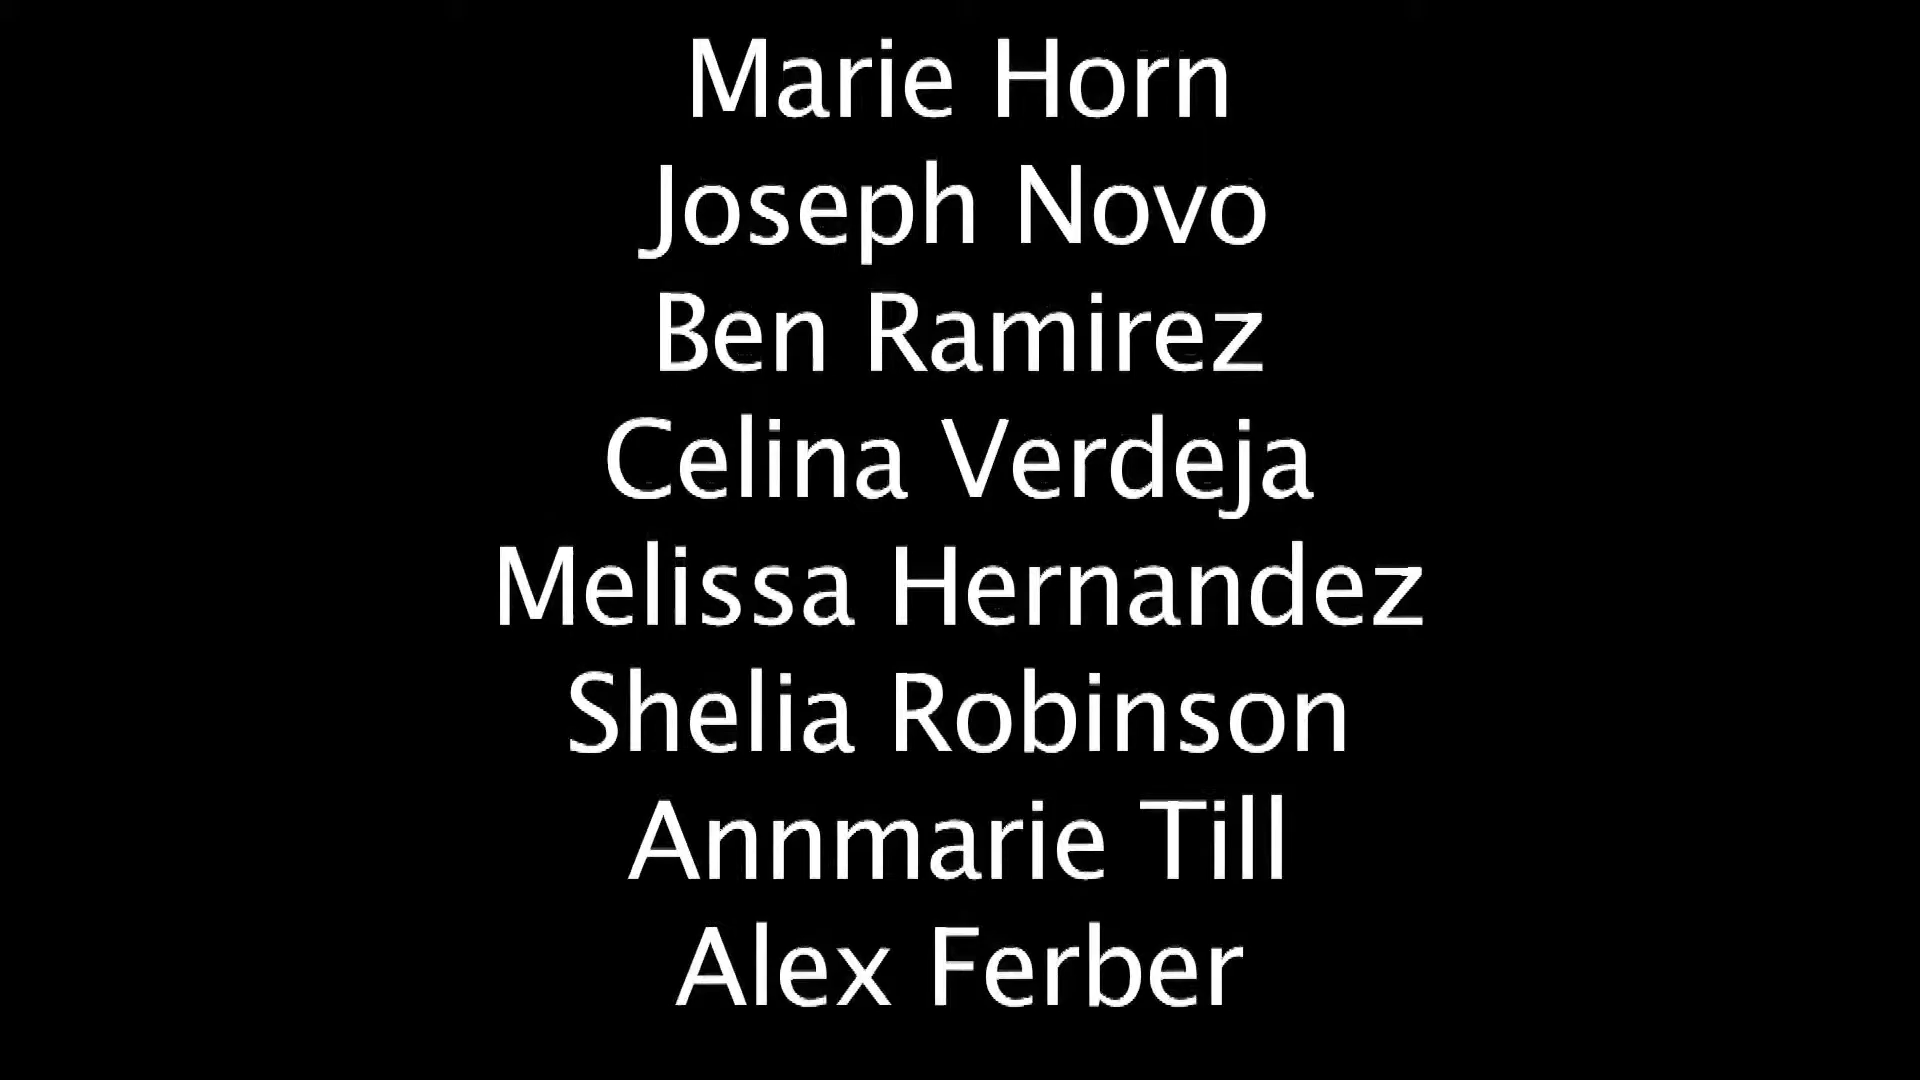 Marie Horn
Joseph Novo
Ben Ramirez
Celina Verdeja
Melissa Hernandez
Shelia Robinson
Annmarie Till
Alex Ferber